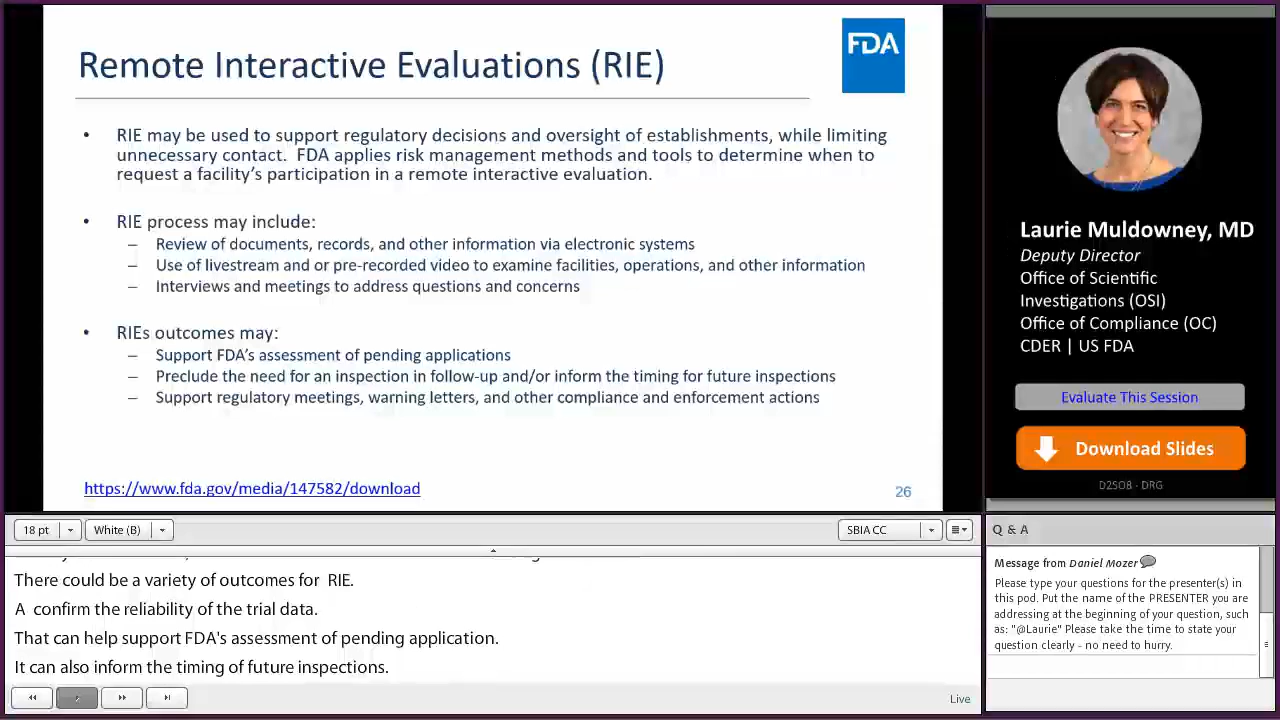 Remote Interactive Evaluations (RIE)
FDA
• RIE may be used to support regulatory decisions and oversight of establishments, while limiting
unnecessary contact. FDA applies risk management methods and tools to determine when to
request a facility's participation in a remote interactive evaluation.
• RIE process may include:
– Review of documents, records, and other information via electronic systems
– Use of livestream and or pre-recorded video to examine facilities, operations, and other information
– Interviews and meetings to address questions and concerns
• RIEs outcomes may:
– Support FDA's assessment of pending applications
– Preclude the need for an inspection in follow-up and/or inform the timing for future inspections
– Support regulatory meetings, warning letters, and other compliance and enforcement actions
https://www.fda.gov/media/147582/download
26
Laurie Muldowney, MD
Deputy Director
Office of Scientific
Investigations (OSI)
Office of Compliance (OC)
CDER | US FDA
Evaluate This Session
Download Slides
D2S08 - DRG
18 pt
White (B)
SBIA CC
There could be a variety of outcomes for  RIE.
A  confirm the reliability of the trial data.
That can help support FDA's assessment of pending application.
It can also inform the timing of future inspections.
Live
Q & A
Message from Daniel Mozer
Please type your questions for the presenter(s) in
this pod. Put the name of the PRESENTER you are
addressing at the beginning of your question, such
as: "@Laurie" Please take the time to state your
question clearly - no need to hurry.